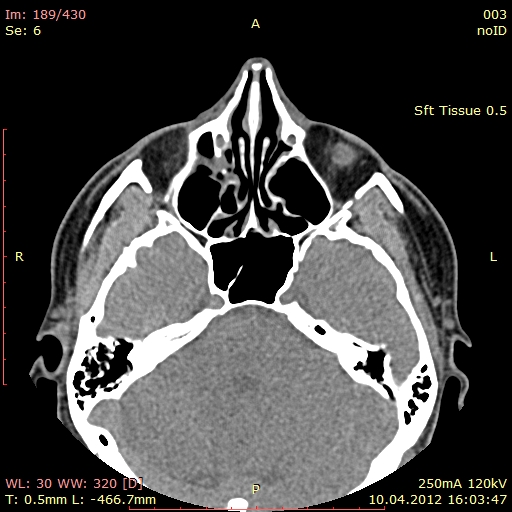 Im: 189/430
Se: 6
A
003
noID
Sft Tissue 0.5
R
L
WL: 30 WW: 320 [D]
T: 0.5mm L: -466.7mm
P
250mA 120kV
10.04.2012 16:03:47